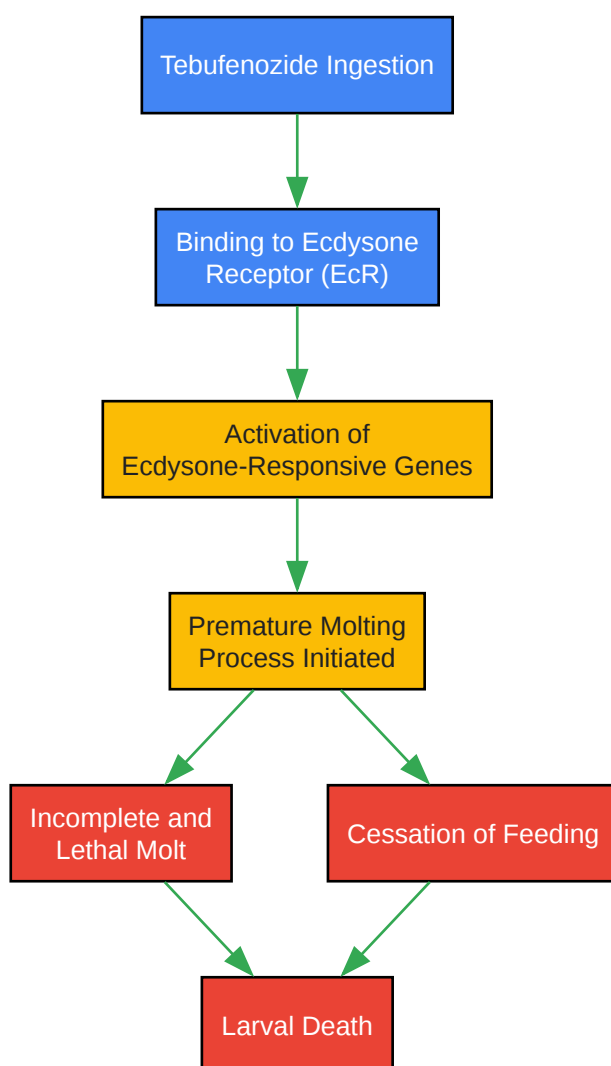 Tebufenozide Ingestion
Binding to Ecdysone
Receptor (EcR)
Activation of
Ecdysone-Responsive Genes
Premature Molting
Process Initiated
Incomplete and
Lethal Molt
Cessation of Feeding
Larval Death